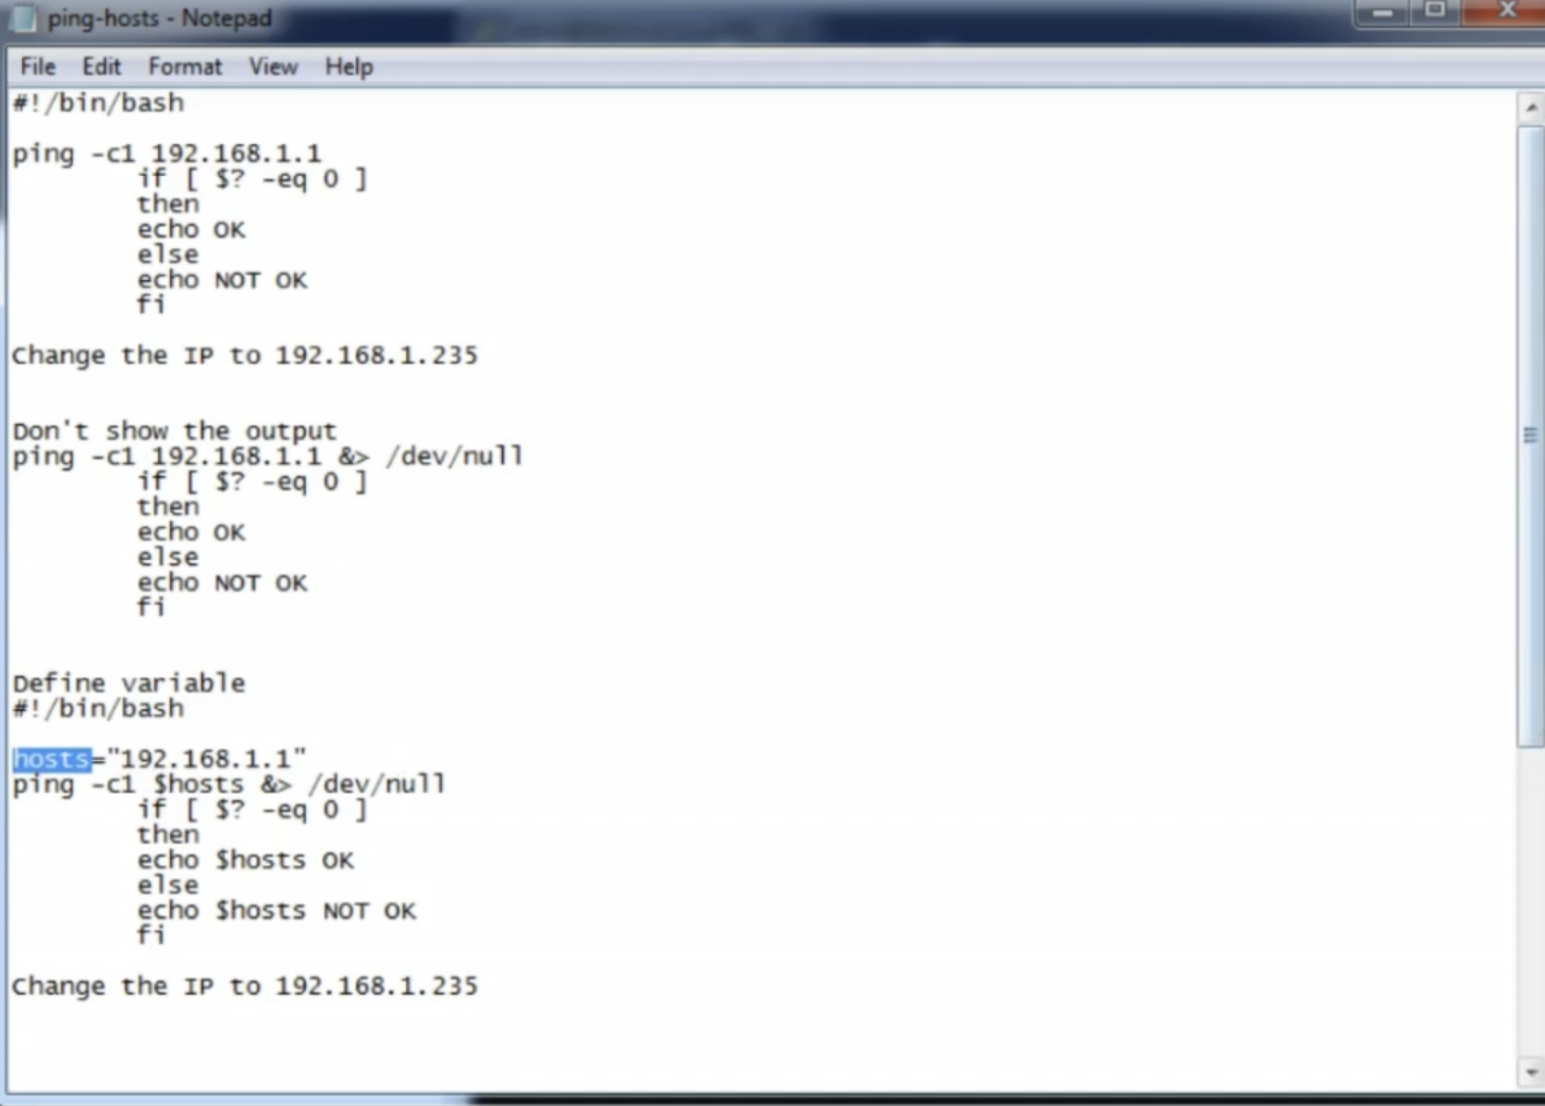 ping-hosts - Notepad
File Edit Format View Help
#!/bin/bash
ping -c1 192.168.1.1
if [ $? -eq 0 ]
then
echo OK
else
echo NOT OK
fi
Change the IP to 192.168.1.235
Don't show the output
ping -c1 192.168.1.1 &> /dev/null
if [ $? -eq 0 ]
then
echo OK
else
echo NOT OK
fi
Define variable
#!/bin/bash
hosts="192.168.1.1"
ping -c1 $hosts &> /dev/null
if [ $? -eq 0 ]
then
echo $hosts OK
else
echo $hosts NOT OK
fi
Change the IP to 192.168.1.235